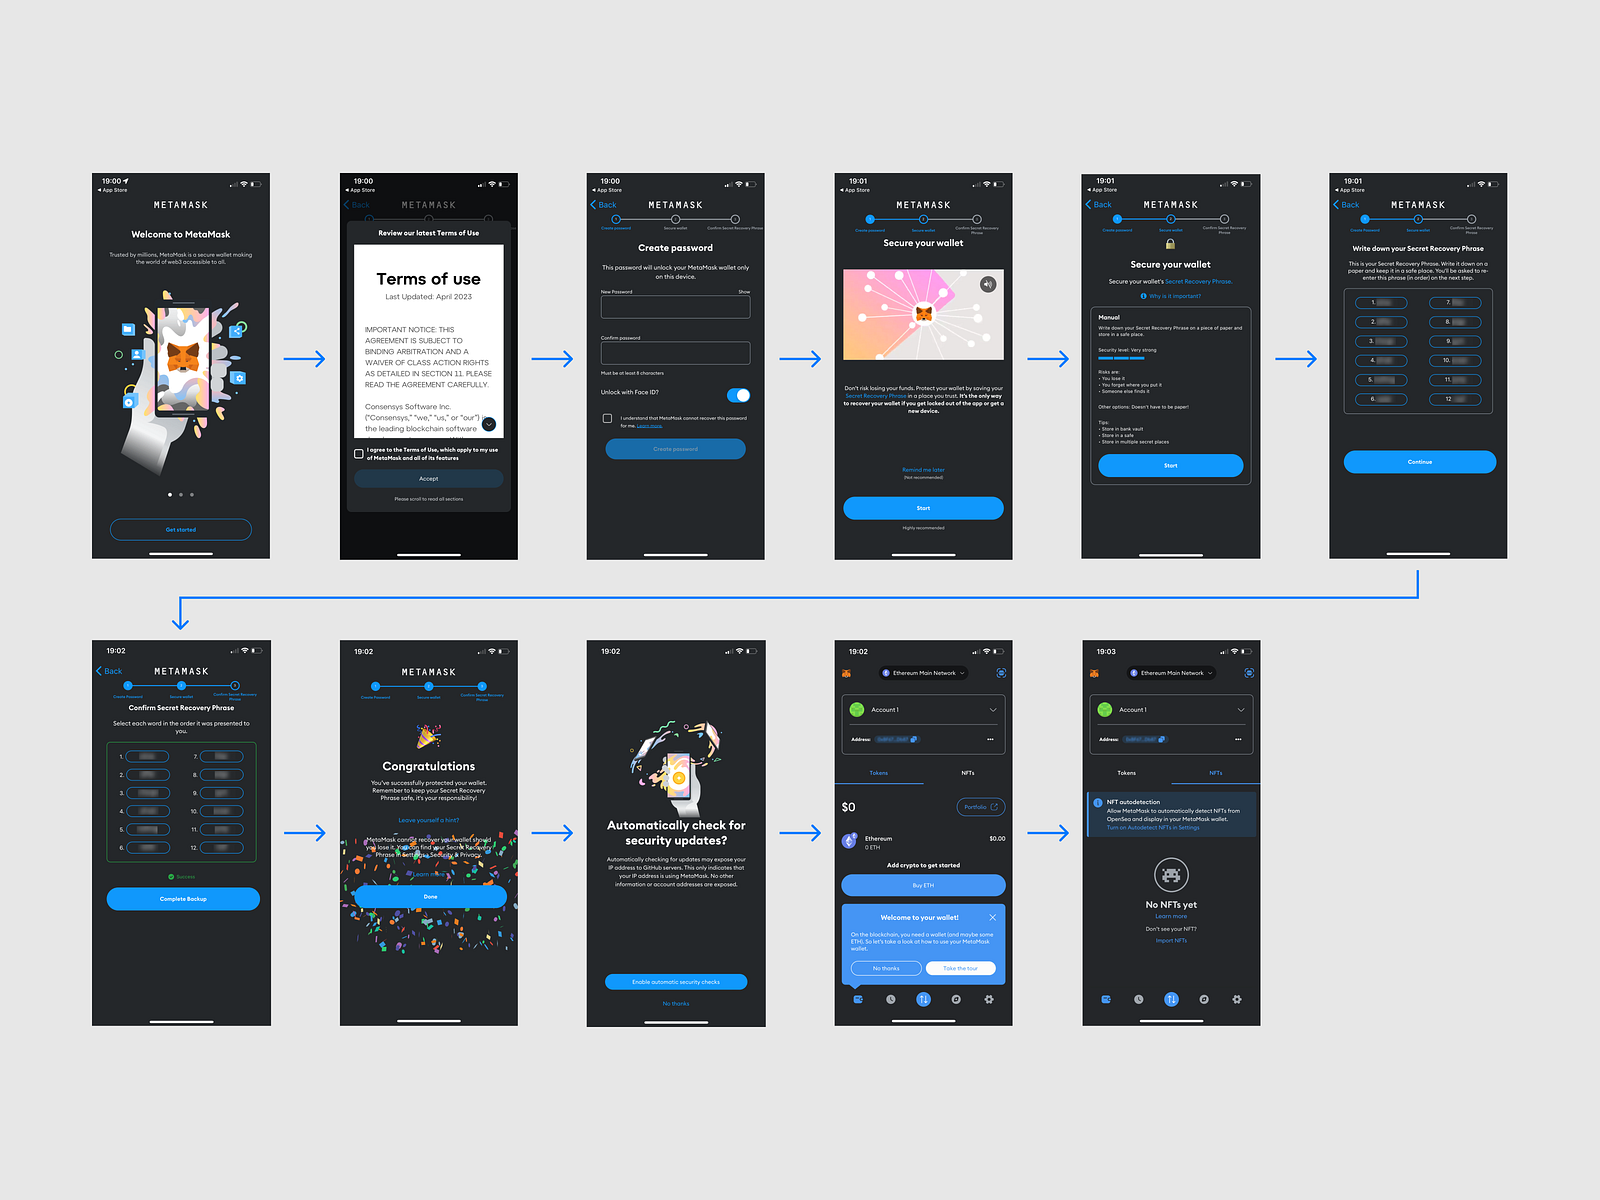 19:00
App Store
METAMASK
Welcome to MetaMask
Trusted by millions, MetaMask is a secure wallet making
the world of web3 accessible to all.
Get started
19:00
App Store
Back
METAMASK
Review our latest Terms of Use
Terms of use
Last Updated: April 2023
IMPORTANT NOTICE: THIS
AGREEMENT IS SUBJECT TO
BINDING ARBITRATION AND A
WAIVER OF CLASS ACTION RIGHTS
AS DETAILED IN SECTION 11. PLEASE
READ THE AGREEMENT CAREFULLY.
Consensys Software Inc.
("Consensys," "we," "us," or "our") is
the leading blockchain software
I agree to the Terms of Use, which apply to my use
of MetaMask and all of its features
Accept
Please scroll to read all sections
19:00
App Store
Back
METAMASK
Create password
Secure wallet
Confirm Secret Recovery Phrase
Create password
This password will unlock your MetaMask wallet only
on this device.
New Password
Show
Confirm password
Must be at least 8 characters
Unlock with Face ID?
I understand that MetaMask cannot recover this password
for me. Learn more.
Create password
19:01
App Store
METAMASK
Create password
Secure wallet
Confirm Secret Recovery
Phrase
Secure your wallet
Don't risk losing your funds. Protect your wallet by saving your
Secret Recovery Phrase in a place you trust. It's the only way
to recover your wallet if you get locked out of the app or get a
new device.
Remind me later
(Not recommended)
Start
Highly recommended
19:01
App Store
Back
METAMASK
Create password
Secure wallet
Confirm Secret Recovery
Phrase
Secure your wallet
Secure your wallet's Secret Recovery Phrase.
Why is it important?
Manual
Write down your Secret Recovery Phrase on a piece of paper and
store in a safe place.
Security level: Very strong
Risks are:
• You lose it
• You forget where you put it
• Someone else finds it
Other options: Doesn't have to be paper!
Tips:
• Store in bank vault
• Store in a safe
• Store in multiple secret places
Start
19:01
App Store
Back
METAMASK
Create Password
Secure wallet
Confirm Secret Recovery
Phrase
Write down your Secret Recovery Phrase
This is your Secret Recovery Phrase. Write it down on a
paper and keep it in a safe place. You'll be asked to re-
enter this phrase (in order) on the next step.
1.
7.
2.
8.
3.
9.
4.
10.
5.
11.
6.
12
Continue
19:02
Back
METAMASK
Create Password
Secure wallet
Confirm Secret Recovery
Phrase
Confirm Secret Recovery Phrase
Select each word in the order it was presented to
you.
1.
7.
2.
8.
3.
9.
4.
10.
5.
11.
6.
12.
Success
Complete Backup
19:02
METAMASK
Create Password
Secure wallet
Confirm Secret Recovery
Phrase
Congratulations
You've successfully protected your wallet.
Remember to keep your Secret Recovery
Phrase safe, it's your responsibility!
Leave yourself a hint?
MetaMask cannot recover your wallet should
you lose it. You can find your Secret Recovery
Phrase in Settings > Security & Privacy.
Learn more
Done
19:02
Automatically check for
security updates?
Automatically checking for updates may expose your
IP address to GitHub servers. This only indicates that
your IP address is using MetaMask. No other
information or account addresses are exposed.
Enable automatic security checks
No thanks
19:02
Ethereum Main Network
Account 1
Address:
Tokens
NFTs
$0
Portfolio
Ethereum
$0.00
0 ETH
Add crypto to get started
Buy ETH
Welcome to your wallet!
On the blockchain, you need a wallet (and maybe some
ETH). So let's take a look at how to use your MetaMask
wallet.
No thanks
Take the tour
19:03
Ethereum Main Network
Account 1
Address:
Tokens
NFTs
NFT autodetection
Allow MetaMask to automatically detect NFTs from
OpenSea and display in your MetaMask wallet.
Turn on Autodetect NFTs in Settings
No NFTs yet
Learn more
Don't see your NFT?
Import NFTs